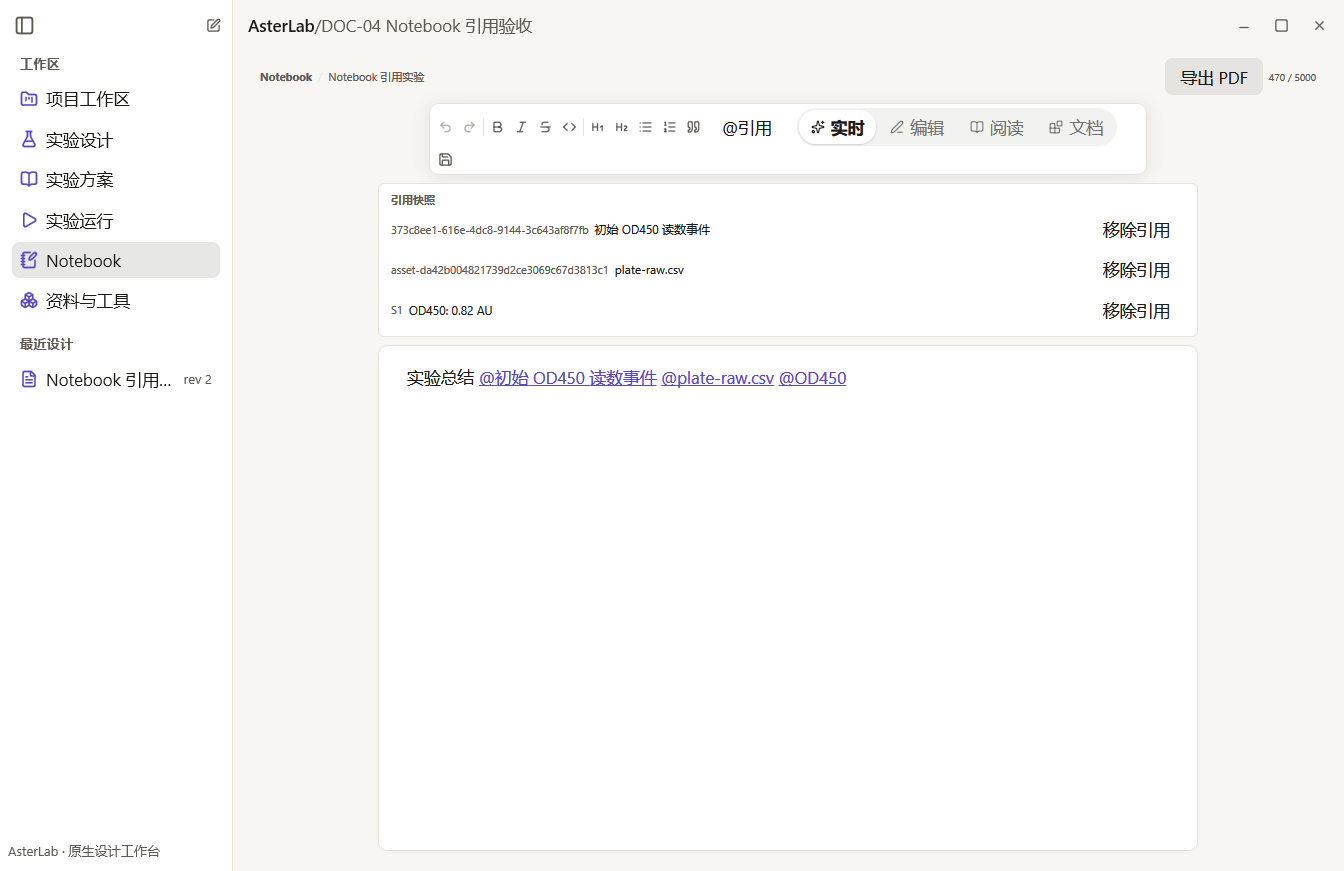 AsterLab/DOC-04 Notebook 引用验收
工作区
项目工作区
实验设计
实验方案
实验运行
Notebook
资料与工具
最近设计
Notebook 引用... rev 2
AsterLab · 原生设计工作台
Notebook / Notebook 引用实验
导出 PDF 470 / 5000
B I S <> H1 H2 @引用 实时 编辑 阅读 文档
引用快照
373c8ee1-616e-4dc8-9144-3c643af8f7fb 初始 OD450 读数事件 移除引用
asset-da42b004821739d2ce3069c67d3813c1 plate-raw.csv 移除引用
S1 OD450: 0.82 AU 移除引用
实验总结 @初始 OD450 读数事件 @plate-raw.csv @OD450